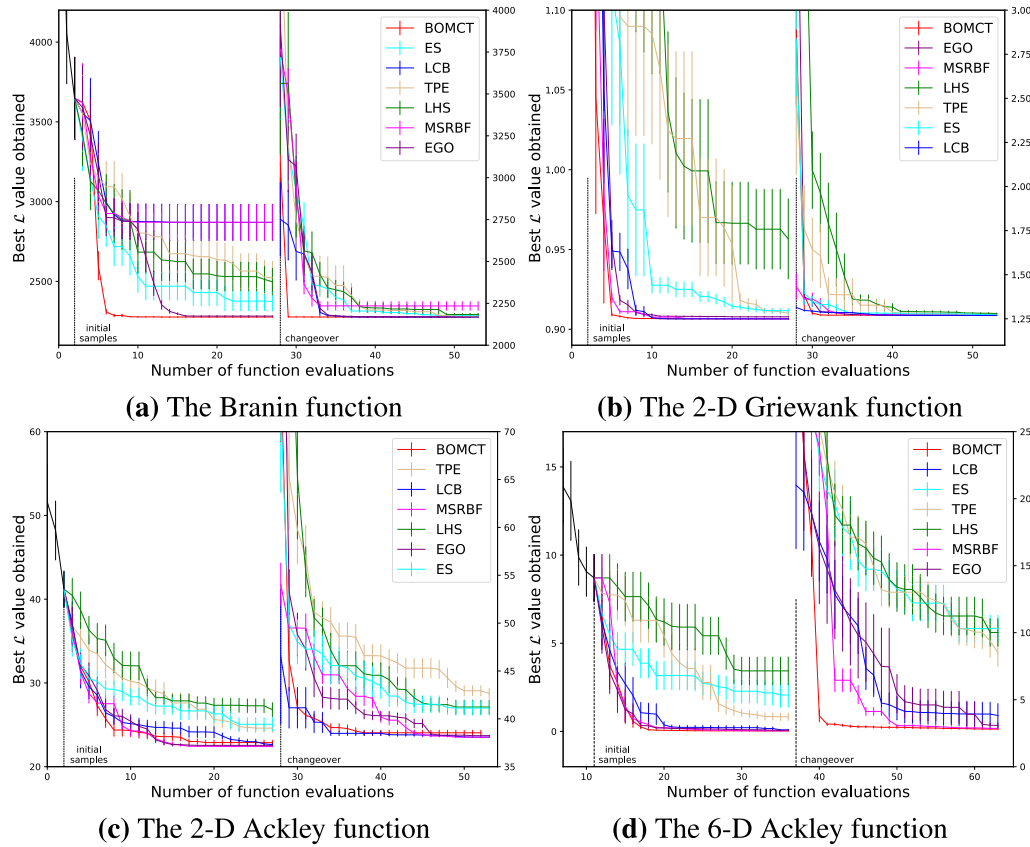 4000
4000
3500
3000
2500
3750
3500
3250
3000
2750
2500
2250
2000
0
10
20
30
40
50
BOMCT
ES
LCB
TPE
LHS
MSRBF
EGO
initial
samples
changeover
Best ℒ value obtained
Number of function evaluations
(a) The Branin function
1.10
1.05
1.00
0.95
0.90
3.00
2.75
2.50
2.25
2.00
1.75
1.50
1.25
0
10
20
30
40
50
BOMCT
EGO
MSRBF
LHS
TPE
ES
LCB
initial
samples
changeover
Best ℒ value obtained
Number of function evaluations
(b) The 2-D Griewank function
60
50
40
30
20
70
65
60
55
50
45
40
35
0
10
20
30
40
50
BOMCT
TPE
LCB
MSRBF
LHS
EGO
ES
initial
samples
changeover
Best ℒ value obtained
Number of function evaluations
(c) The 2-D Ackley function
15
10
5
0
25
20
15
10
5
0
10
20
30
40
50
60
BOMCT
LCB
ES
TPE
LHS
MSRBF
EGO
initial
samples
changeover
Best ℒ value obtained
Number of function evaluations
(d) The 6-D Ackley function